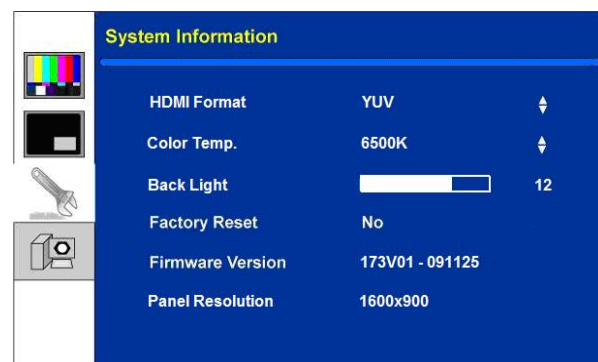 System Information
HDMI Format YUV
Color Temp. 6500K
Back Light 12
Factory Reset No
Firmware Version 173V01 - 091125
Panel Resolution 1600x900